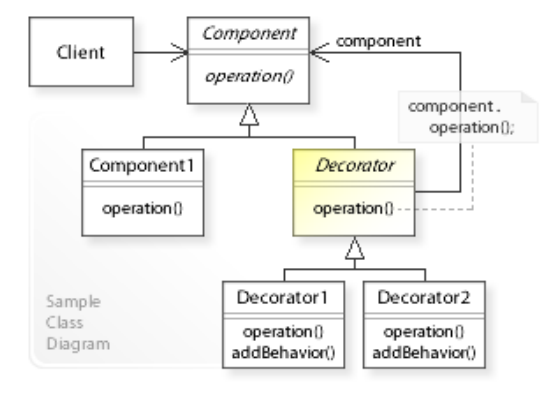 Client
Component
operation()
component
component.
operation();
Component1
operation()
Decorator
operation()
Decorator1
operation()
addBehavior()
Decorator2
operation()
addBehavior()
Sample
Class
Diagram